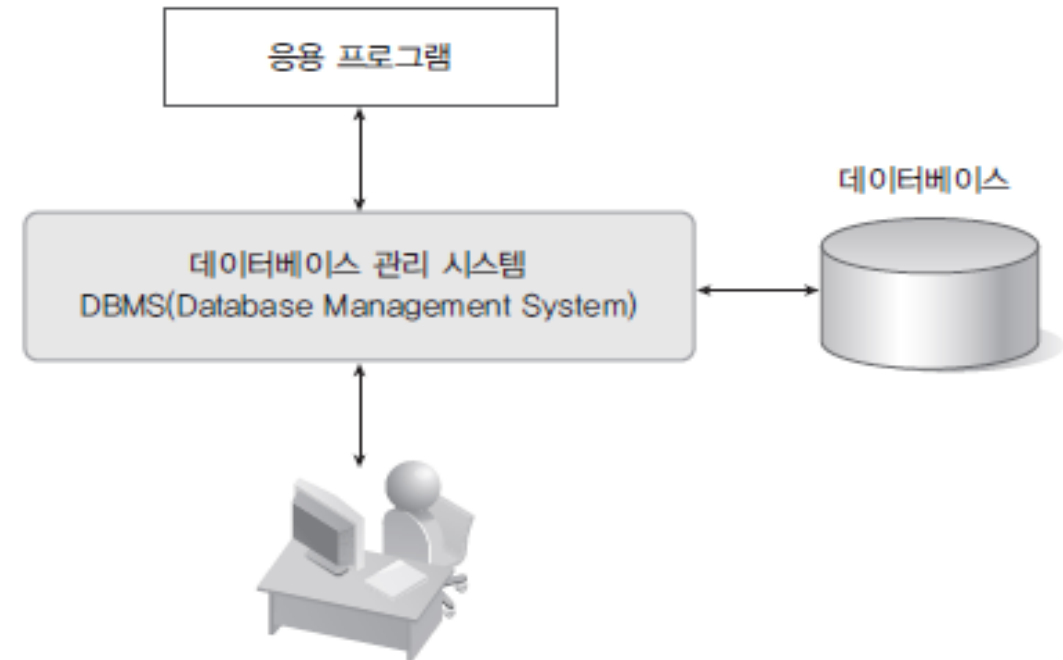 응용 프로그램
데이터베이스
데이터베이스 관리 시스템
DBMS(Database Management System)